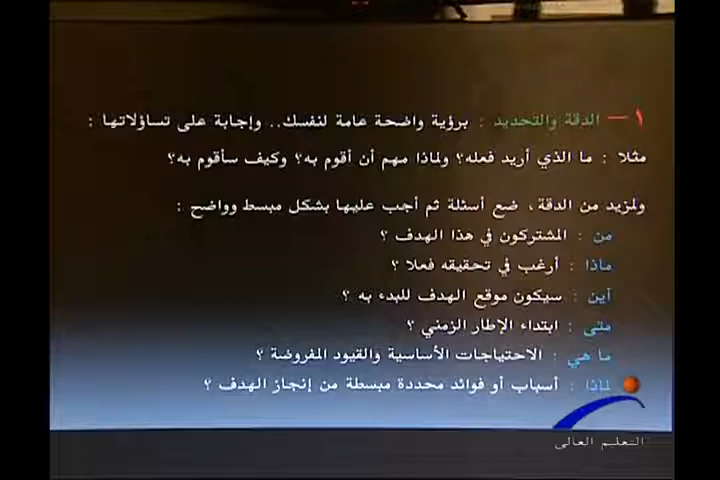 ١ – الدقة والتحديد : برؤية واضحة عامة لنفسك.. وإجابة على تساؤلاتها :
مثلا : ما الذي أريد فعله؟ ولماذا مهم أن أقوم به؟ وكيف سأقوم به؟
ولمزيد من الدقة، ضع أسئلة ثم أجب عليها بشكل مبسط وواضح :
من : المشتركون في هذا الهدف ؟
ماذا : أرغب في تحقيقه فعلا ؟
أين : سيكون موقع الهدف للبدء به ؟
متى : ابتداء الإطار الزمني ؟
ما هي : الاحتياجات الأساسية والقيود المفروضة ؟
لماذا : أسباب أو فوائد محددة مبسطة من إنجاز الهدف ؟
التعليم العالى